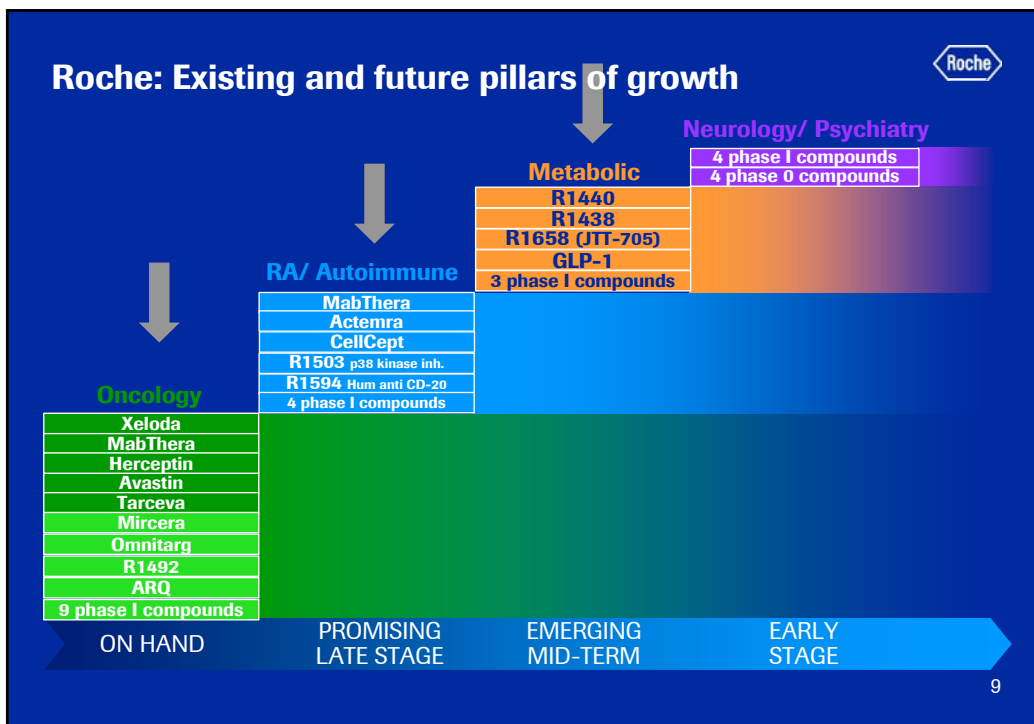 Roche: Existing and future pillars of growth
Roche
Neurology/ Psychiatry
4 phase I compounds
4 phase 0 compounds
Metabolic
R1440
R1438
R1658 (JTT-705)
GLP-1
3 phase I compounds
RA/ Autoimmune
MabThera
Actemra
CellCept
R1503 p38 kinase inh.
R1594 Hum anti CD-20
4 phase I compounds
Oncology
Xeloda
MabThera
Herceptin
Avastin
Tarceva
Mircera
Omnitarg
R1492
ARQ
9 phase I compounds
ON HAND
PROMISING
LATE STAGE
EMERGING
MID-TERM
EARLY
STAGE
9